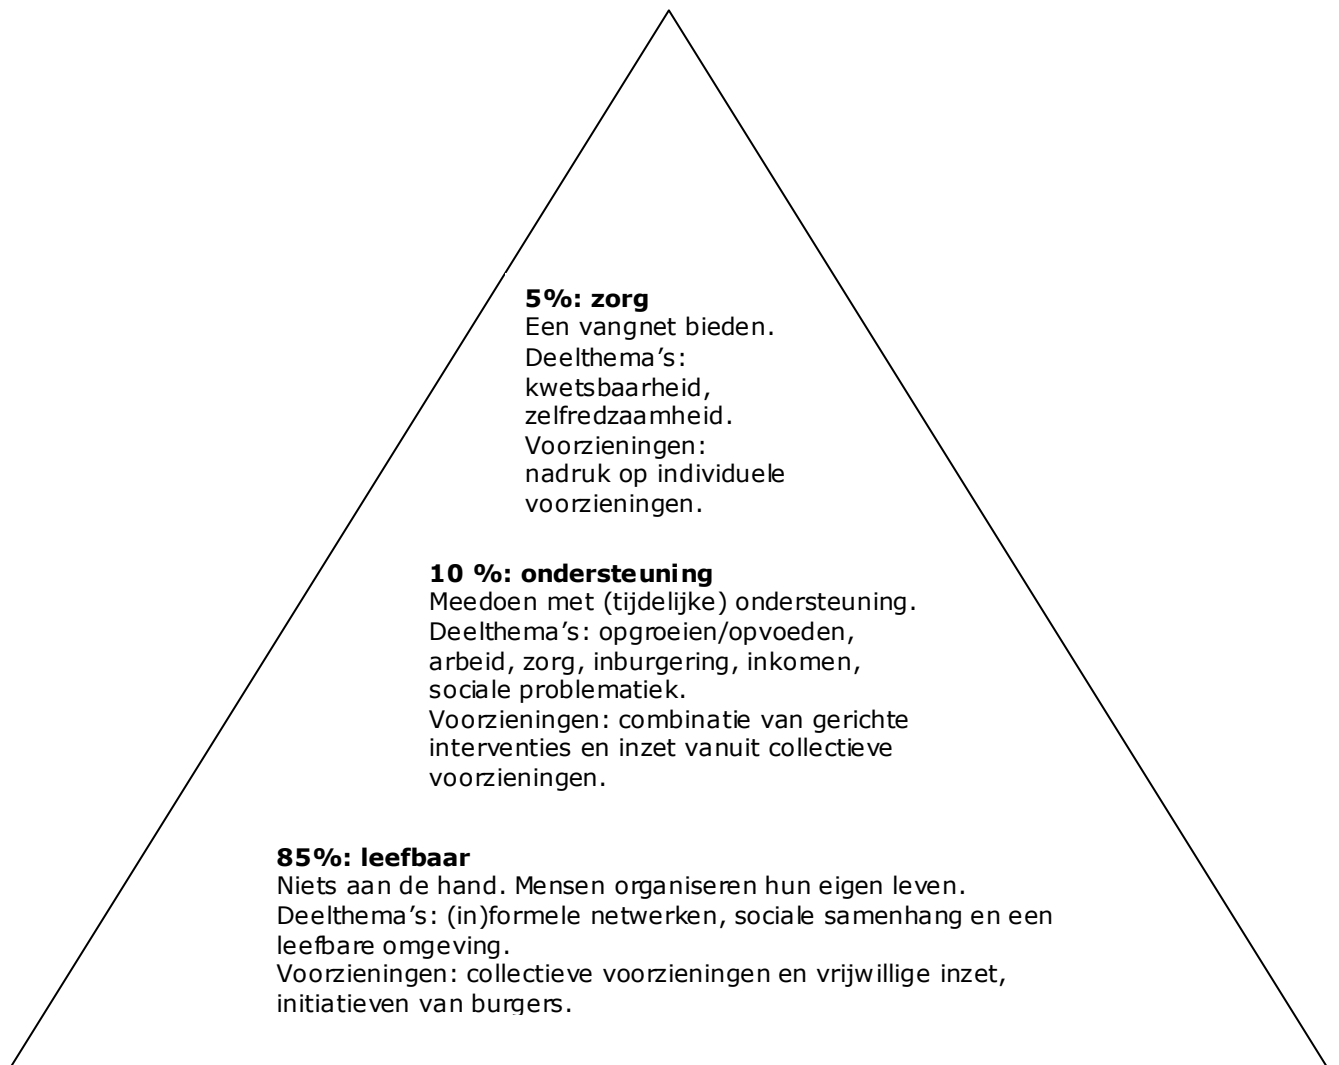 5%: zorg
Een vangnet bieden.
Deelthema’s:
kwetsbaarheid,
zelfredzaamheid.
Voorzieningen:
nadruk op individuele
voorzieningen.
10 %: ondersteuning
Meedoen met (tijdelijke) ondersteuning.
Deelthema’s: opgroeien/opvoeden,
arbeid, zorg, inburgering, inkomen,
sociale problematiek.
Voorzieningen: combinatie van gerichte
interventies en inzet vanuit collectieve
voorzieningen.
85%: leefbaar
Niets aan de hand. Mensen organiseren hun eigen leven.
Deelthema’s: (in)formele netwerken, sociale samenhang en een
leefbare omgeving.
Voorzieningen: collectieve voorzieningen en vrijwillige inzet,
initiatieven van burgers.